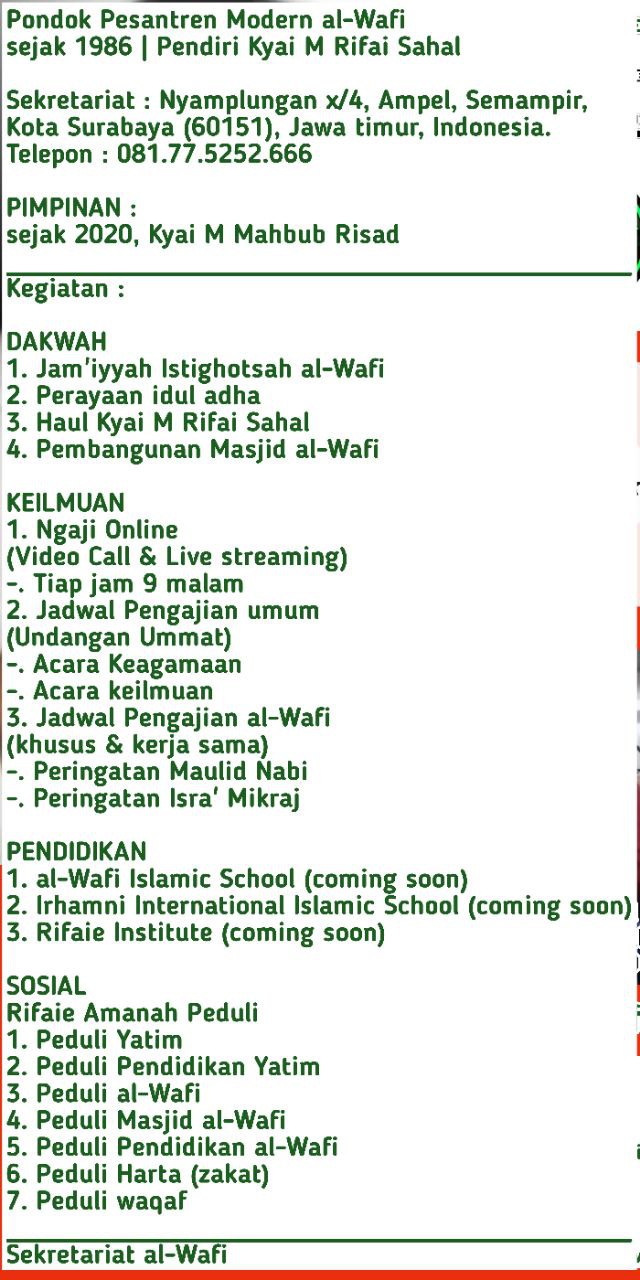 Pondok Pesantren Modern al-Wafi
sejak 1986 | Pendiri Kyai M Rifai Sahal
Sekretariat : Nyamplungan x/4, Ampel, Semampir,
Kota Surabaya (60151), Jawa timur, Indonesia.
Telepon : 081.77.5252.666
PIMPINAN :
sejak 2020, Kyai M Mahbub Risad
Kegiatan :
DAKWAH
1. Jam'iyyah Istighotsah al-Wafi
2. Perayaan idul adha
3. Haul Kyai M Rifai Sahal
4. Pembangunan Masjid al-Wafi
KEILMUAN
1. Ngaji Online
(Video Call & Live streaming)
-. Tiap jam 9 malam
2. Jadwal Pengajian umum
(Undangan Ummat)
-. Acara Keagamaan
-. Acara keilmuan
3. Jadwal Pengajian al-Wafi
(khusus & kerja sama)
-. Peringatan Maulid Nabi
-. Peringatan Isra' Mikraj
PENDIDIKAN
1. al-Wafi Islamic School (coming soon)
2. Irhamni International Islamic School (coming soon)
3. Rifaie Institute (coming soon)
SOSIAL
Rifaie Amanah Peduli
1. Peduli Yatim
2. Peduli Pendidikan Yatim
3. Peduli al-Wafi
4. Peduli Masjid al-Wafi
5. Peduli Pendidikan al-Wafi
6. Peduli Harta (zakat)
7. Peduli waqaf
Sekretariat al-Wafi